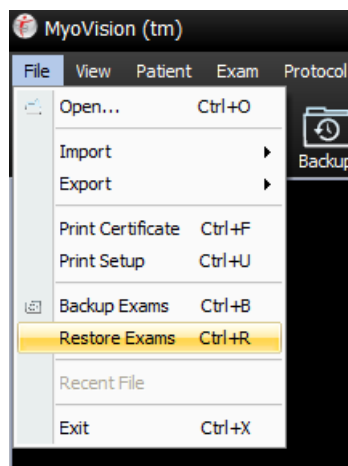 MyoVision (tm)
File View Patient Exam Protocol
Open... Ctrl+O
Import
Export
Backup
Print Certificate Ctrl+F
Print Setup Ctrl+U
Backup Exams Ctrl+B
Restore Exams Ctrl+R
Recent File
Exit Ctrl+X